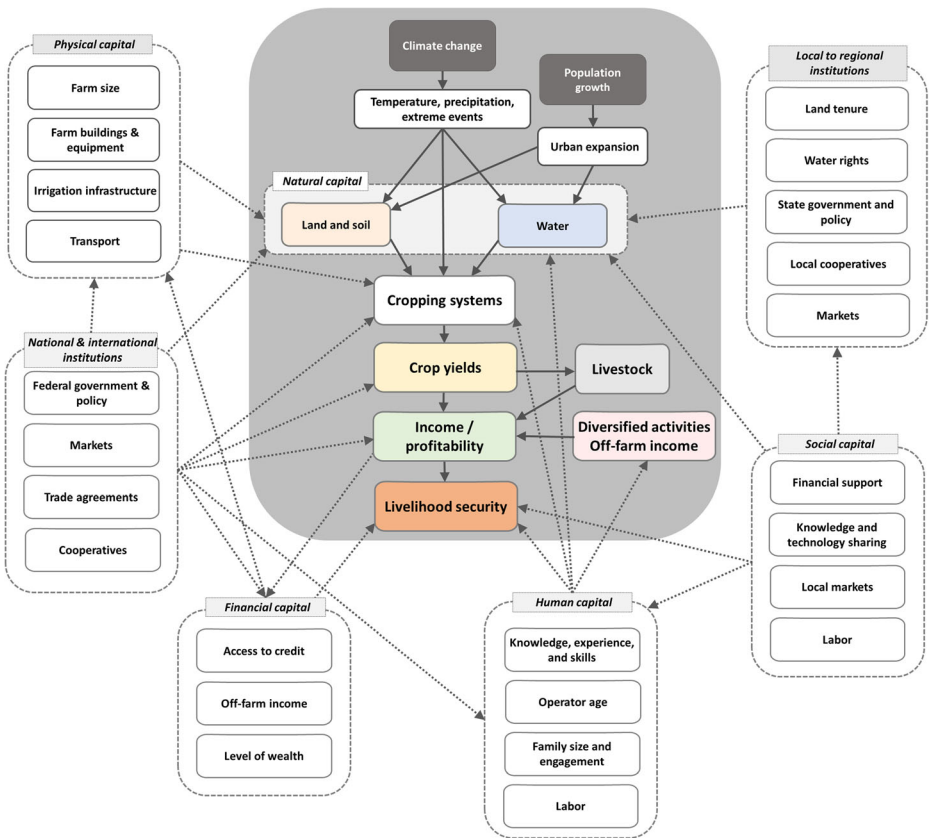 Physical capital
Farm size
Farm buildings &
equipment
Irrigation infrastructure
Transport
National & international
institutions
Federal government &
policy
Markets
Trade agreements
Cooperatives
Climate change
Population
growth
Temperature, precipitation,
extreme events
Urban expansion
Natural capital
Land and soil
Water
Cropping systems
Crop yields
Livestock
Income /
profitability
Diversified activities
Off-farm income
Livelihood security
Local to regional
institutions
Land tenure
Water rights
State government and
policy
Local cooperatives
Markets
Social capital
Financial support
Knowledge and
technology sharing
Local markets
Labor
Financial capital
Access to credit
Off-farm income
Level of wealth
Human capital
Knowledge, experience,
and skills
Operator age
Family size and
engagement
Labor